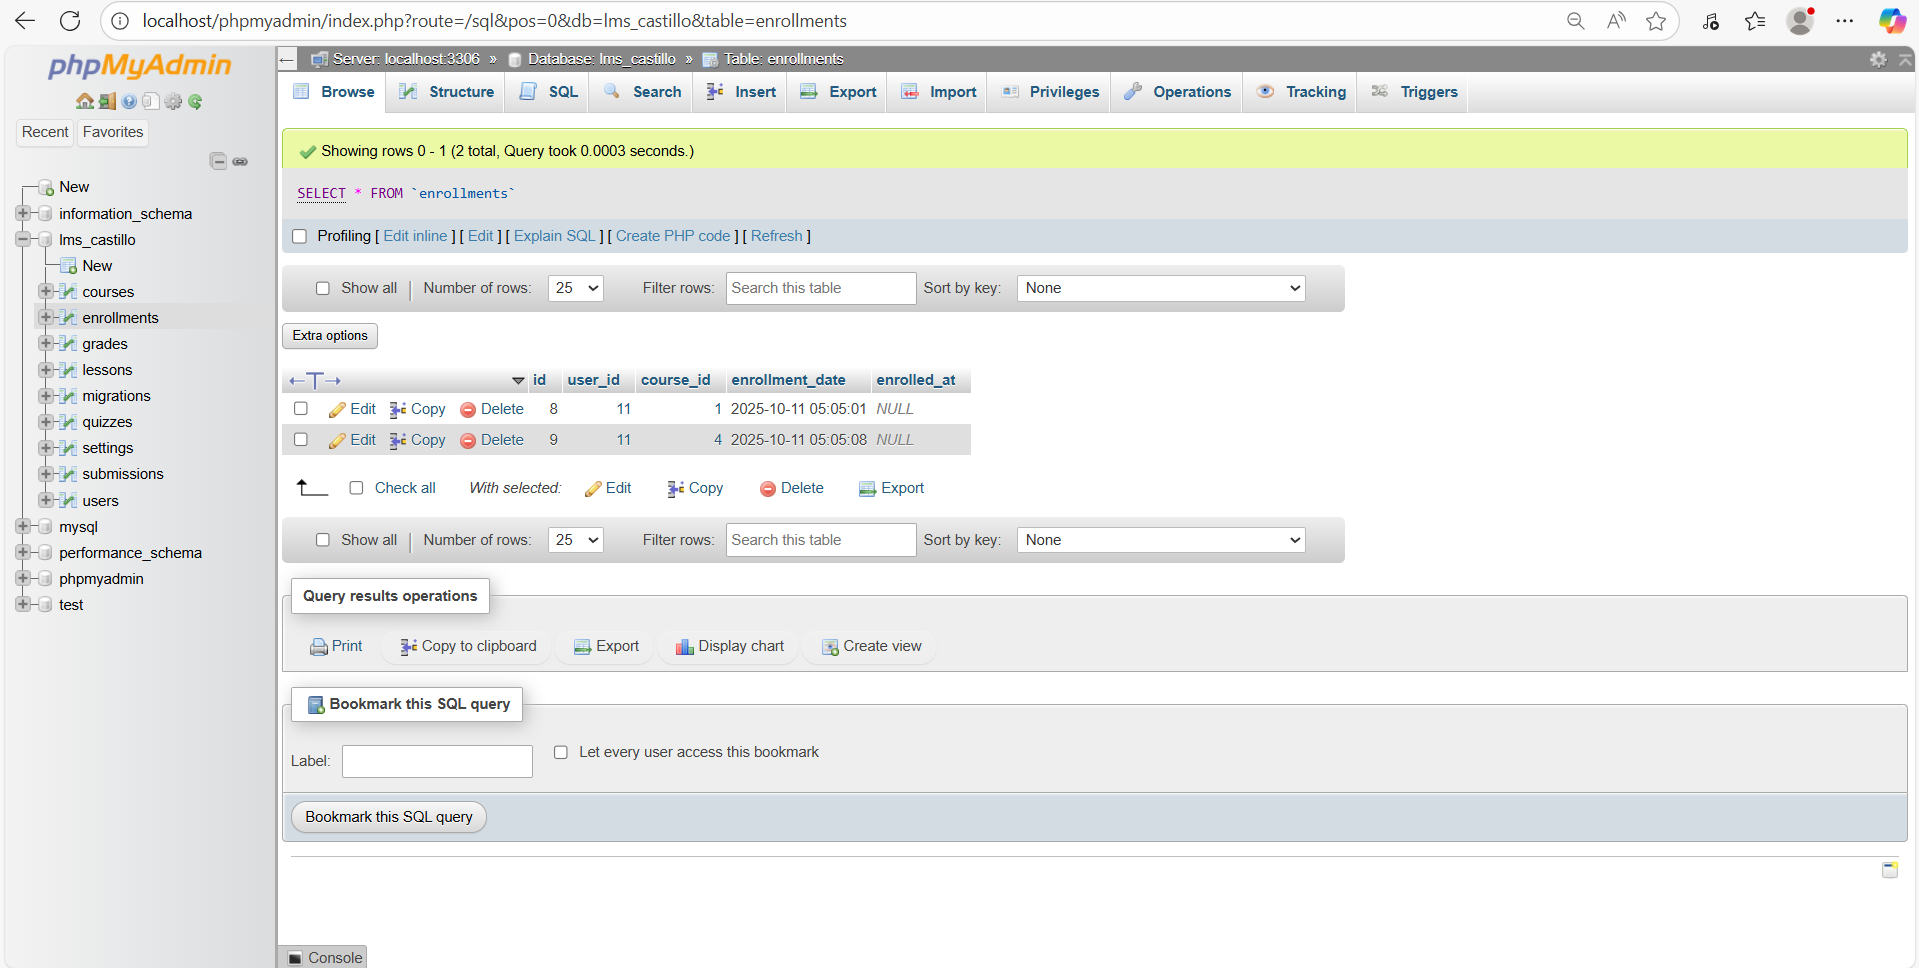 localhost/phpmyadmin/index.php?route=/sql&pos=0&db=lms_castillo&table=enrollments
phpMyAdmin
Recent Favorites
New
information_schema
lms_castillo
New
courses
enrollments
grades
lessons
migrations
quizzes
settings
submissions
users
mysql
performance_schema
phpmyadmin
test
Server: localhost:3306 » Database: lms_castillo » Table: enrollments
Browse Structure SQL Search Insert Export Import Privileges Operations Tracking Triggers
Showing rows 0 - 1 (2 total, Query took 0.0003 seconds.)
SELECT * FROM `enrollments`
Profiling [ Edit inline ] [ Edit ] [ Explain SQL ] [ Create PHP code ] [ Refresh ]
Show all Number of rows: 25 Filter rows: Search this table Sort by key: None
Extra options
id user_id course_id enrollment_date enrolled_at
Edit Copy Delete 8 11 1 2025-10-11 05:05:01 NULL
Edit Copy Delete 9 11 4 2025-10-11 05:05:08 NULL
Check all With selected: Edit Copy Delete Export
Show all Number of rows: 25 Filter rows: Search this table Sort by key: None
Query results operations
Print Copy to clipboard Export Display chart Create view
Bookmark this SQL query
Label: Let every user access this bookmark
Bookmark this SQL query
Console